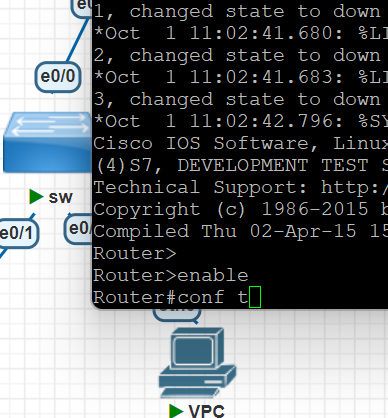 1, changed state to down
*Oct  1 11:02:41.680: %LI
2, changed state to down
*Oct  1 11:02:41.683: %LI
3, changed state to down
*Oct  1 11:02:42.796: %SY
Cisco IOS Software, Linux
(4)S7, DEVELOPMENT TEST S
Technical Support: http:/
Copyright (c) 1986-2015 b
Compiled Thu 02-Apr-15 15
Router>
Router>enable
Router#conf t
e0/0
sw
e0/1
VPC